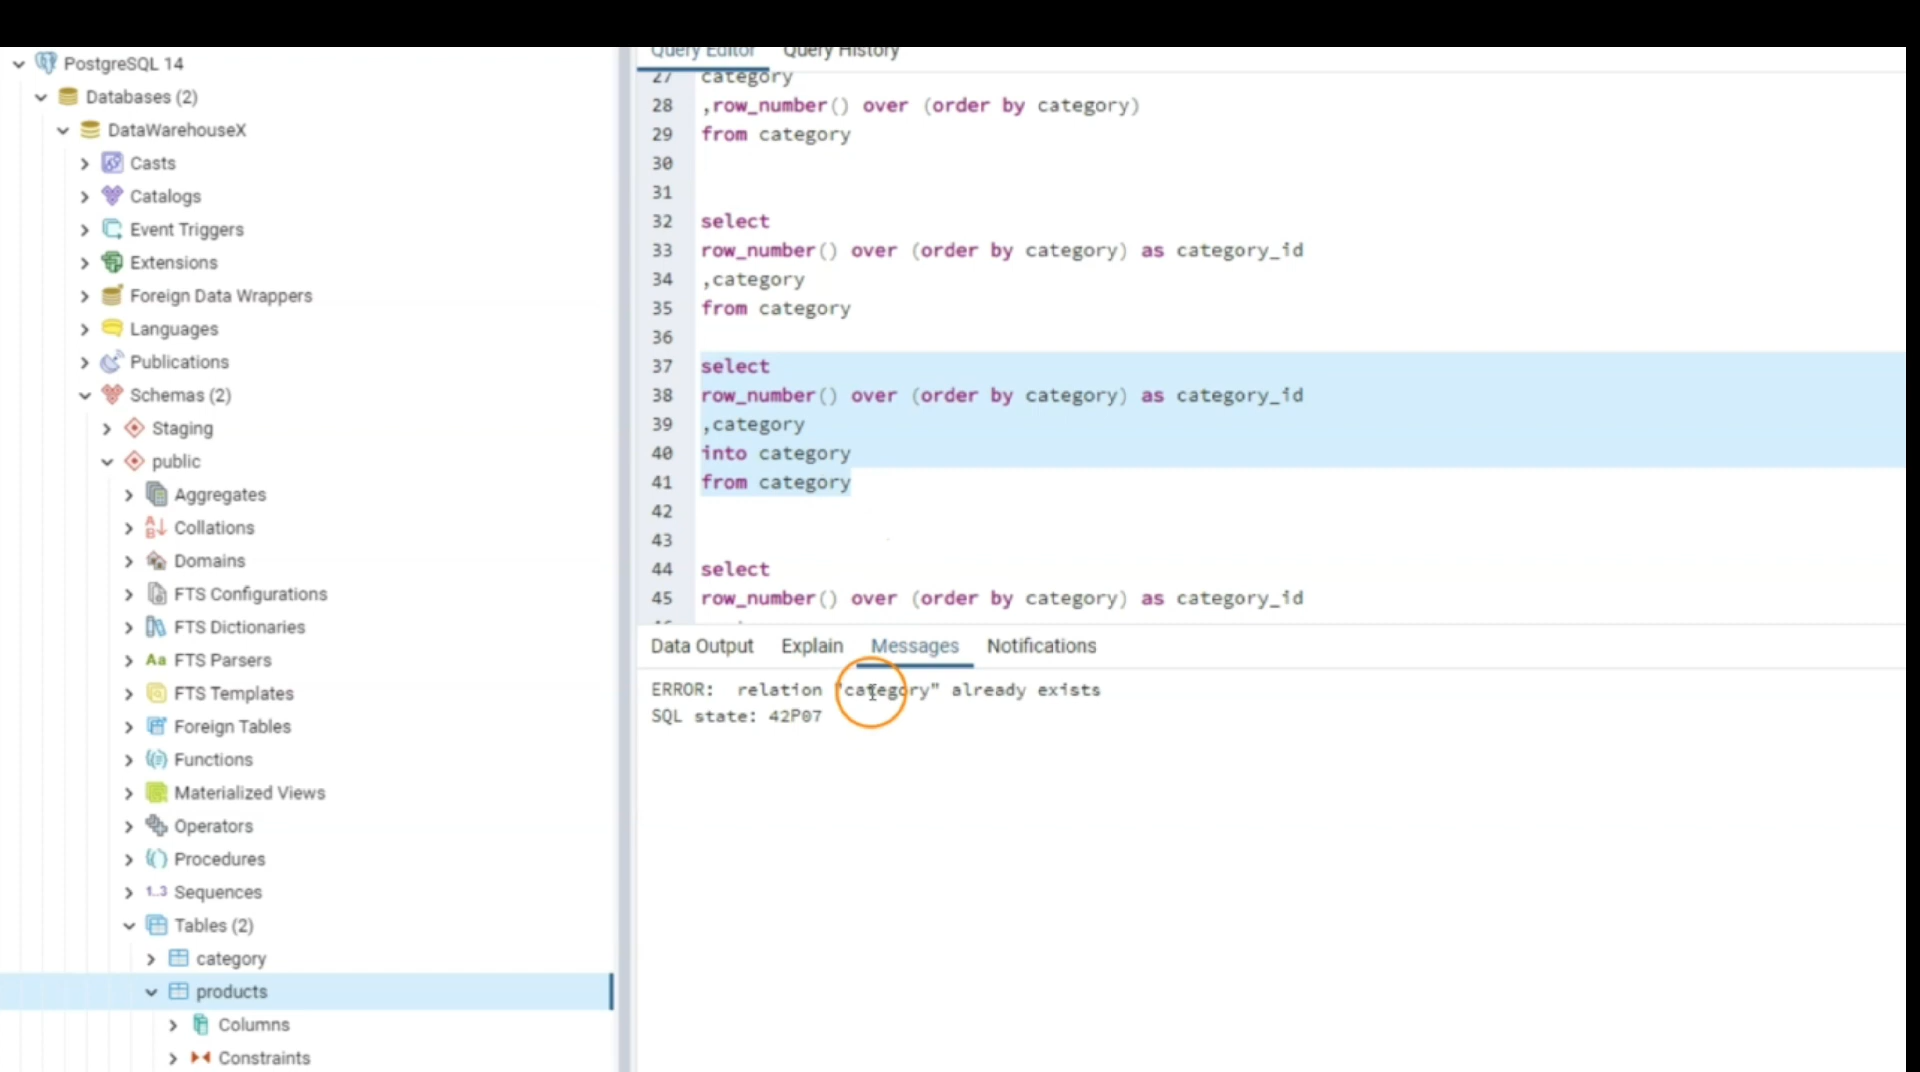 PostgreSQL 14
Databases (2)
DataWarehouseX
Casts
Catalogs
Event Triggers
Extensions
Foreign Data Wrappers
Languages
Publications
Schemas (2)
Staging
public
Aggregates
Collations
Domains
FTS Configurations
FTS Dictionaries
Aa FTS Parsers
FTS Templates
Foreign Tables
Functions
Materialized Views
Operators
Procedures
1..3 Sequences
Tables (2)
category
products
Columns
Constraints
Query Editor Query History
27 category
28 ,row_number() over (order by category)
29 from category
30
31
32 select
33 row_number() over (order by category) as category_id
34 ,category
35 from category
36
37 select
38 row_number() over (order by category) as category_id
39 ,category
40 into category
41 from category
42
43
44 select
45 row_number() over (order by category) as category_id
Data Output Explain Messages Notifications
ERROR: relation "category" already exists
SQL state: 42P07